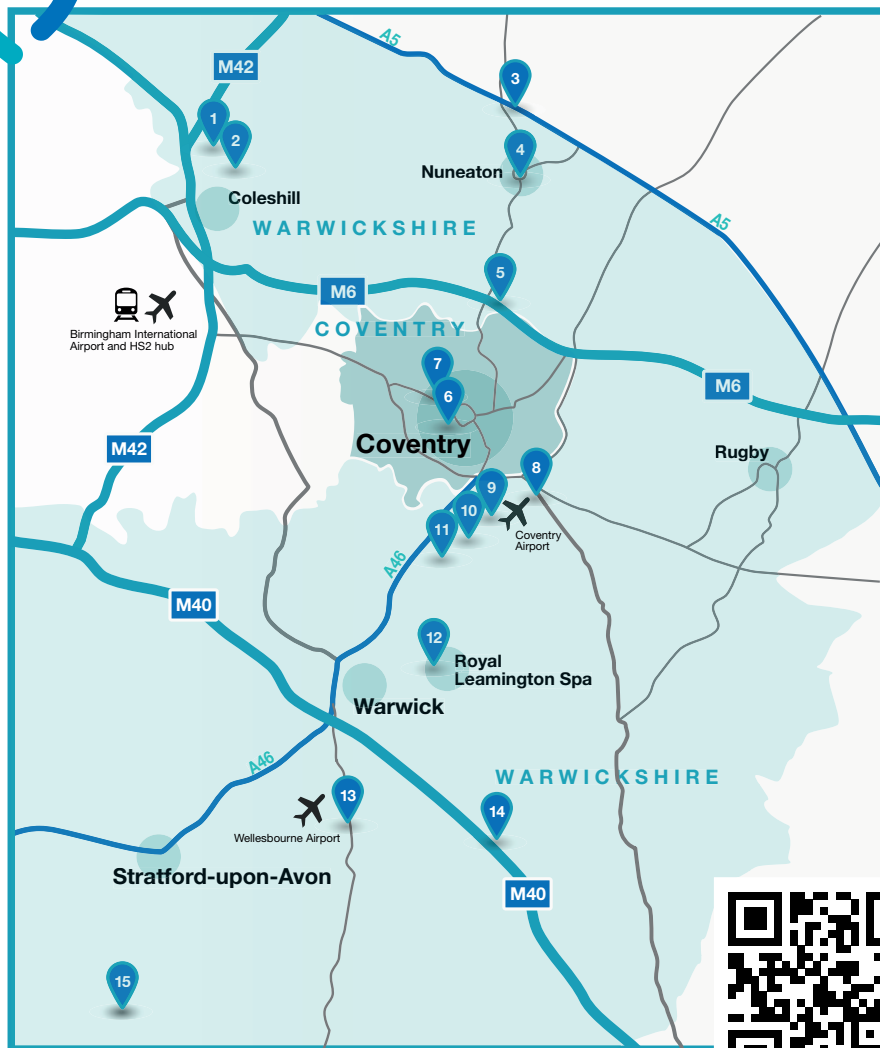 A5
M42
3
1
2
4
Nuneaton
Coleshill
A5
WARWICKSHIRE
5
M6
COVENTRY
Birmingham International
Airport and HS2 hub
7
M6
6
Coventry
M42
Rugby
8
9
10
11
Coventry
Airport
A46
M40
12
Royal
Leamington Spa
Warwick
A46
WARWICKSHIRE
13
14
Wellesbourne Airport
Stratford-upon-Avon
M40
15